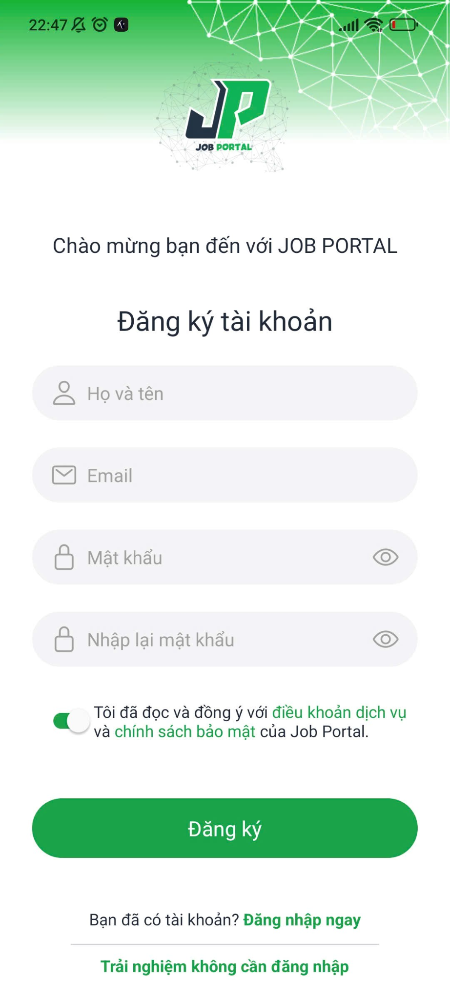 22:47
JP
JOB PORTAL
Chào mừng bạn đến với JOB PORTAL
Đăng ký tài khoản
Họ và tên
Email
Mật khẩu
Nhập lại mật khẩu
Tôi đã đọc và đồng ý với điều khoản dịch vụ
và chính sách bảo mật của Job Portal.
Đăng ký
Bạn đã có tài khoản? Đăng nhập ngay
Trải nghiệm không cần đăng nhập